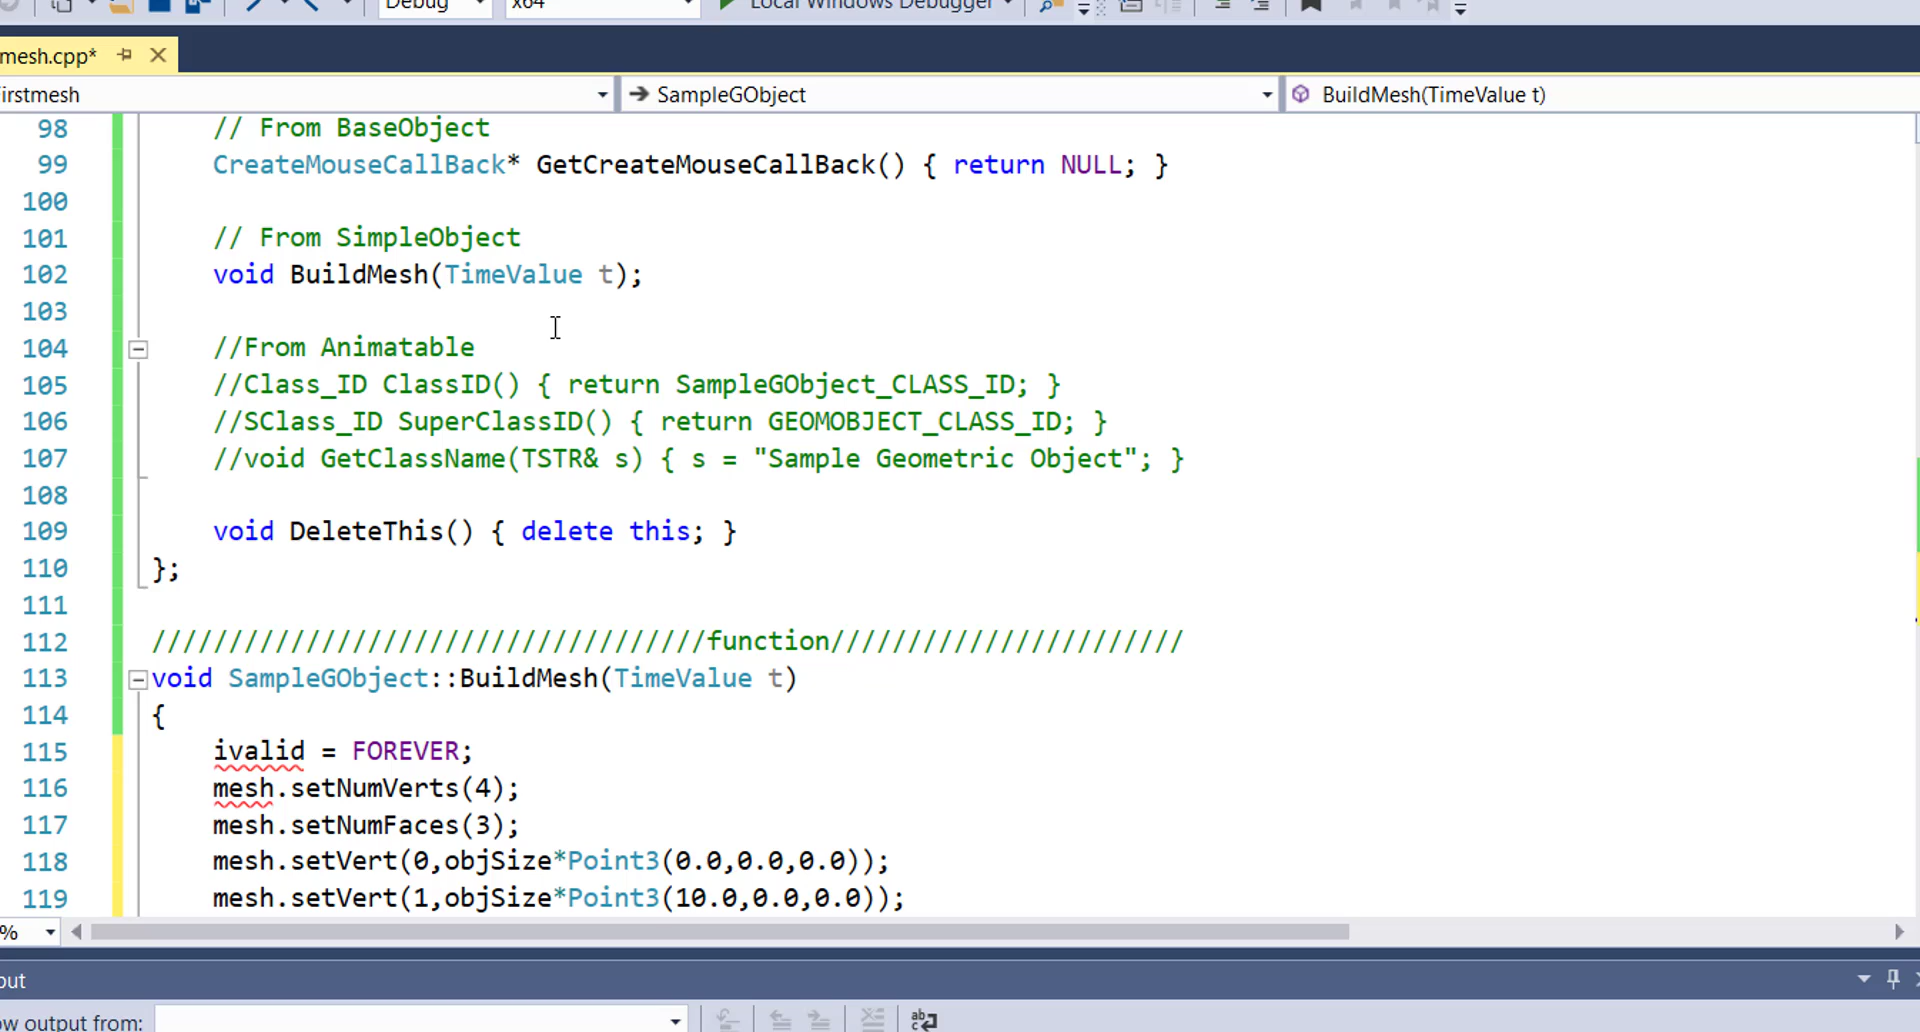 Debug
x64
Local Windows Debugger
mesh.cpp*
irstmesh
SampleGObject
BuildMesh(TimeValue t)
98 // From BaseObject
99 CreateMouseCallBack* GetCreateMouseCallBack() { return NULL; }
100
101 // From SimpleObject
102 void BuildMesh(TimeValue t);
103
104 //From Animatable
105 //Class_ID ClassID() { return SampleGObject_CLASS_ID; }
106 //SClass_ID SuperClassID() { return GEOMOBJECT_CLASS_ID; }
107 //void GetClassName(TSTR& s) { s = "Sample Geometric Object"; }
108
109 void DeleteThis() { delete this; }
110 };
111
112 ////////////////////////////////////function///////////////////////
113 void SampleGObject::BuildMesh(TimeValue t)
114 {
115 ivalid = FOREVER;
116 mesh.setNumVerts(4);
117 mesh.setNumFaces(3);
118 mesh.setVert(0,objSize*Point3(0.0,0.0,0.0));
119 mesh.setVert(1,objSize*Point3(10.0,0.0,0.0));
%
out
ow output from: